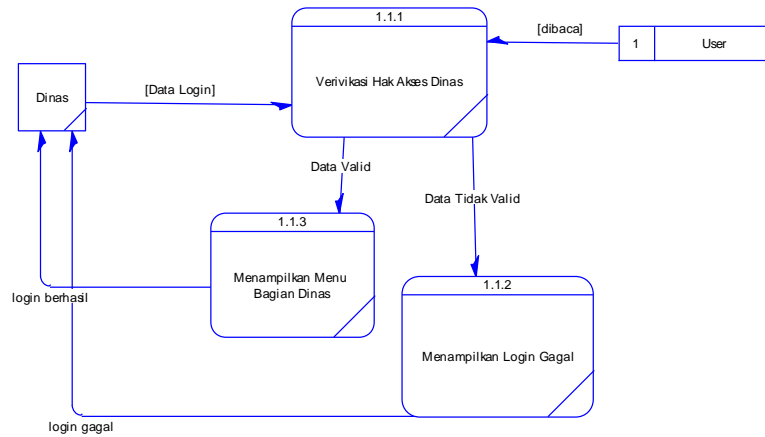 1.1.1
[dibaca]
1
User
Verivikasi Hak Akses Dinas
Dinas
[Data Login]
Data Valid
Data Tidak Valid
1.1.3
Menampilkan Menu
Bagian Dinas
1.1.2
login berhasil
Menampilkan Login Gagal
login gagal